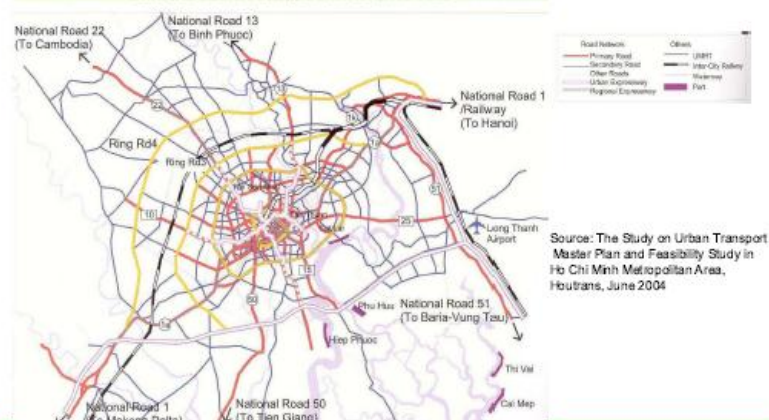 National Road 22
(To Cambodia)
National Road 13
(To Binh Phuoc)
Road Network
Primary Road
Secondary Road
Other Roads
Urban Expressway
Regional Expressway
Others
UMRT
Inter-City Railway
Waterway
Port
National Road 1
/Railway
(To Hanoi)
22
13
1k
1a
Ring Rd4
Ring Rd3
51
10
25
Long Thanh
Airport
Source: The Study on Urban Transport
Master Plan and Feasibility Study in
Ho Chi Minh Metropolitan Area,
Houtrans, June 2004
15
50
1a
Phu Huu
National Road 51
(To Baria-Vung Tau)
Hiep Phuoc
Thi Vai
Cai Mep
National Road 1
National Road 50
(To Tien Giang)